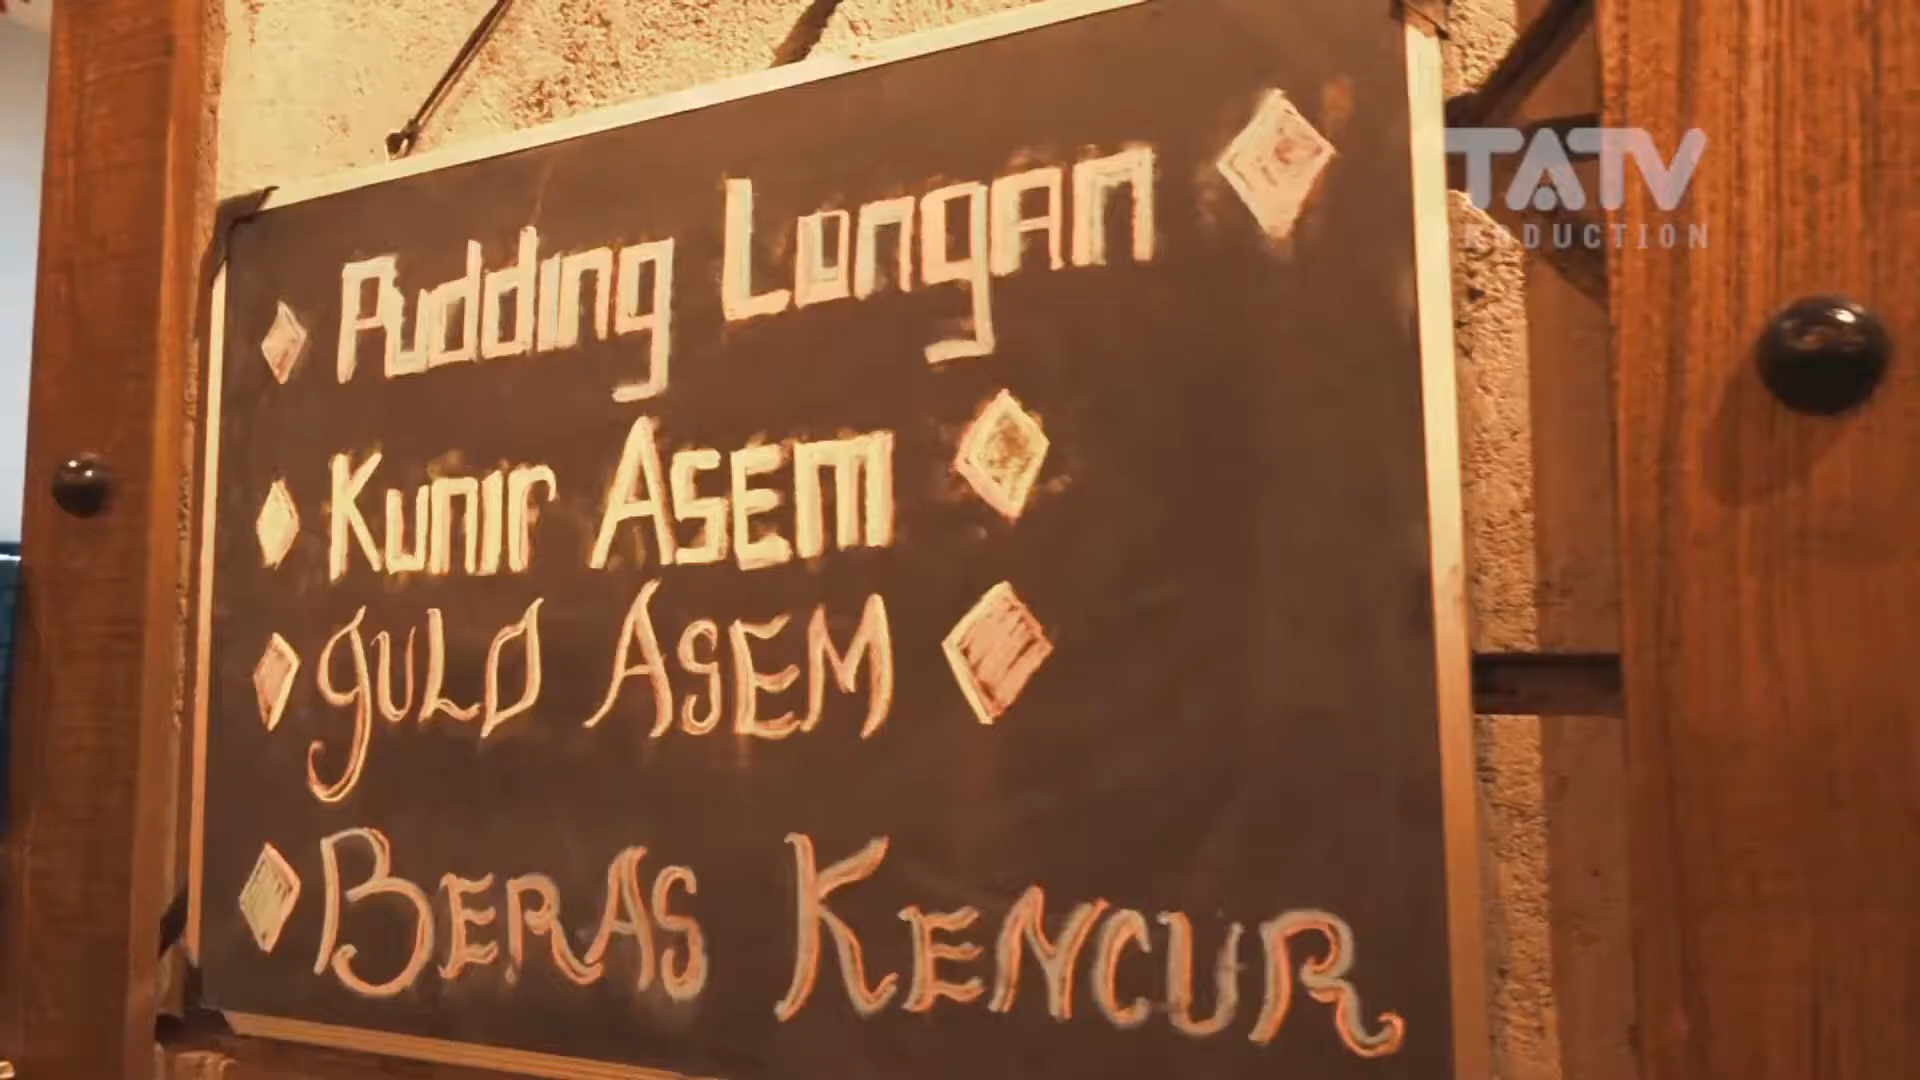 Pudding Longan
Kunir Asem
gulo Asem
Beras Kencur
TATV
PRODUCTION